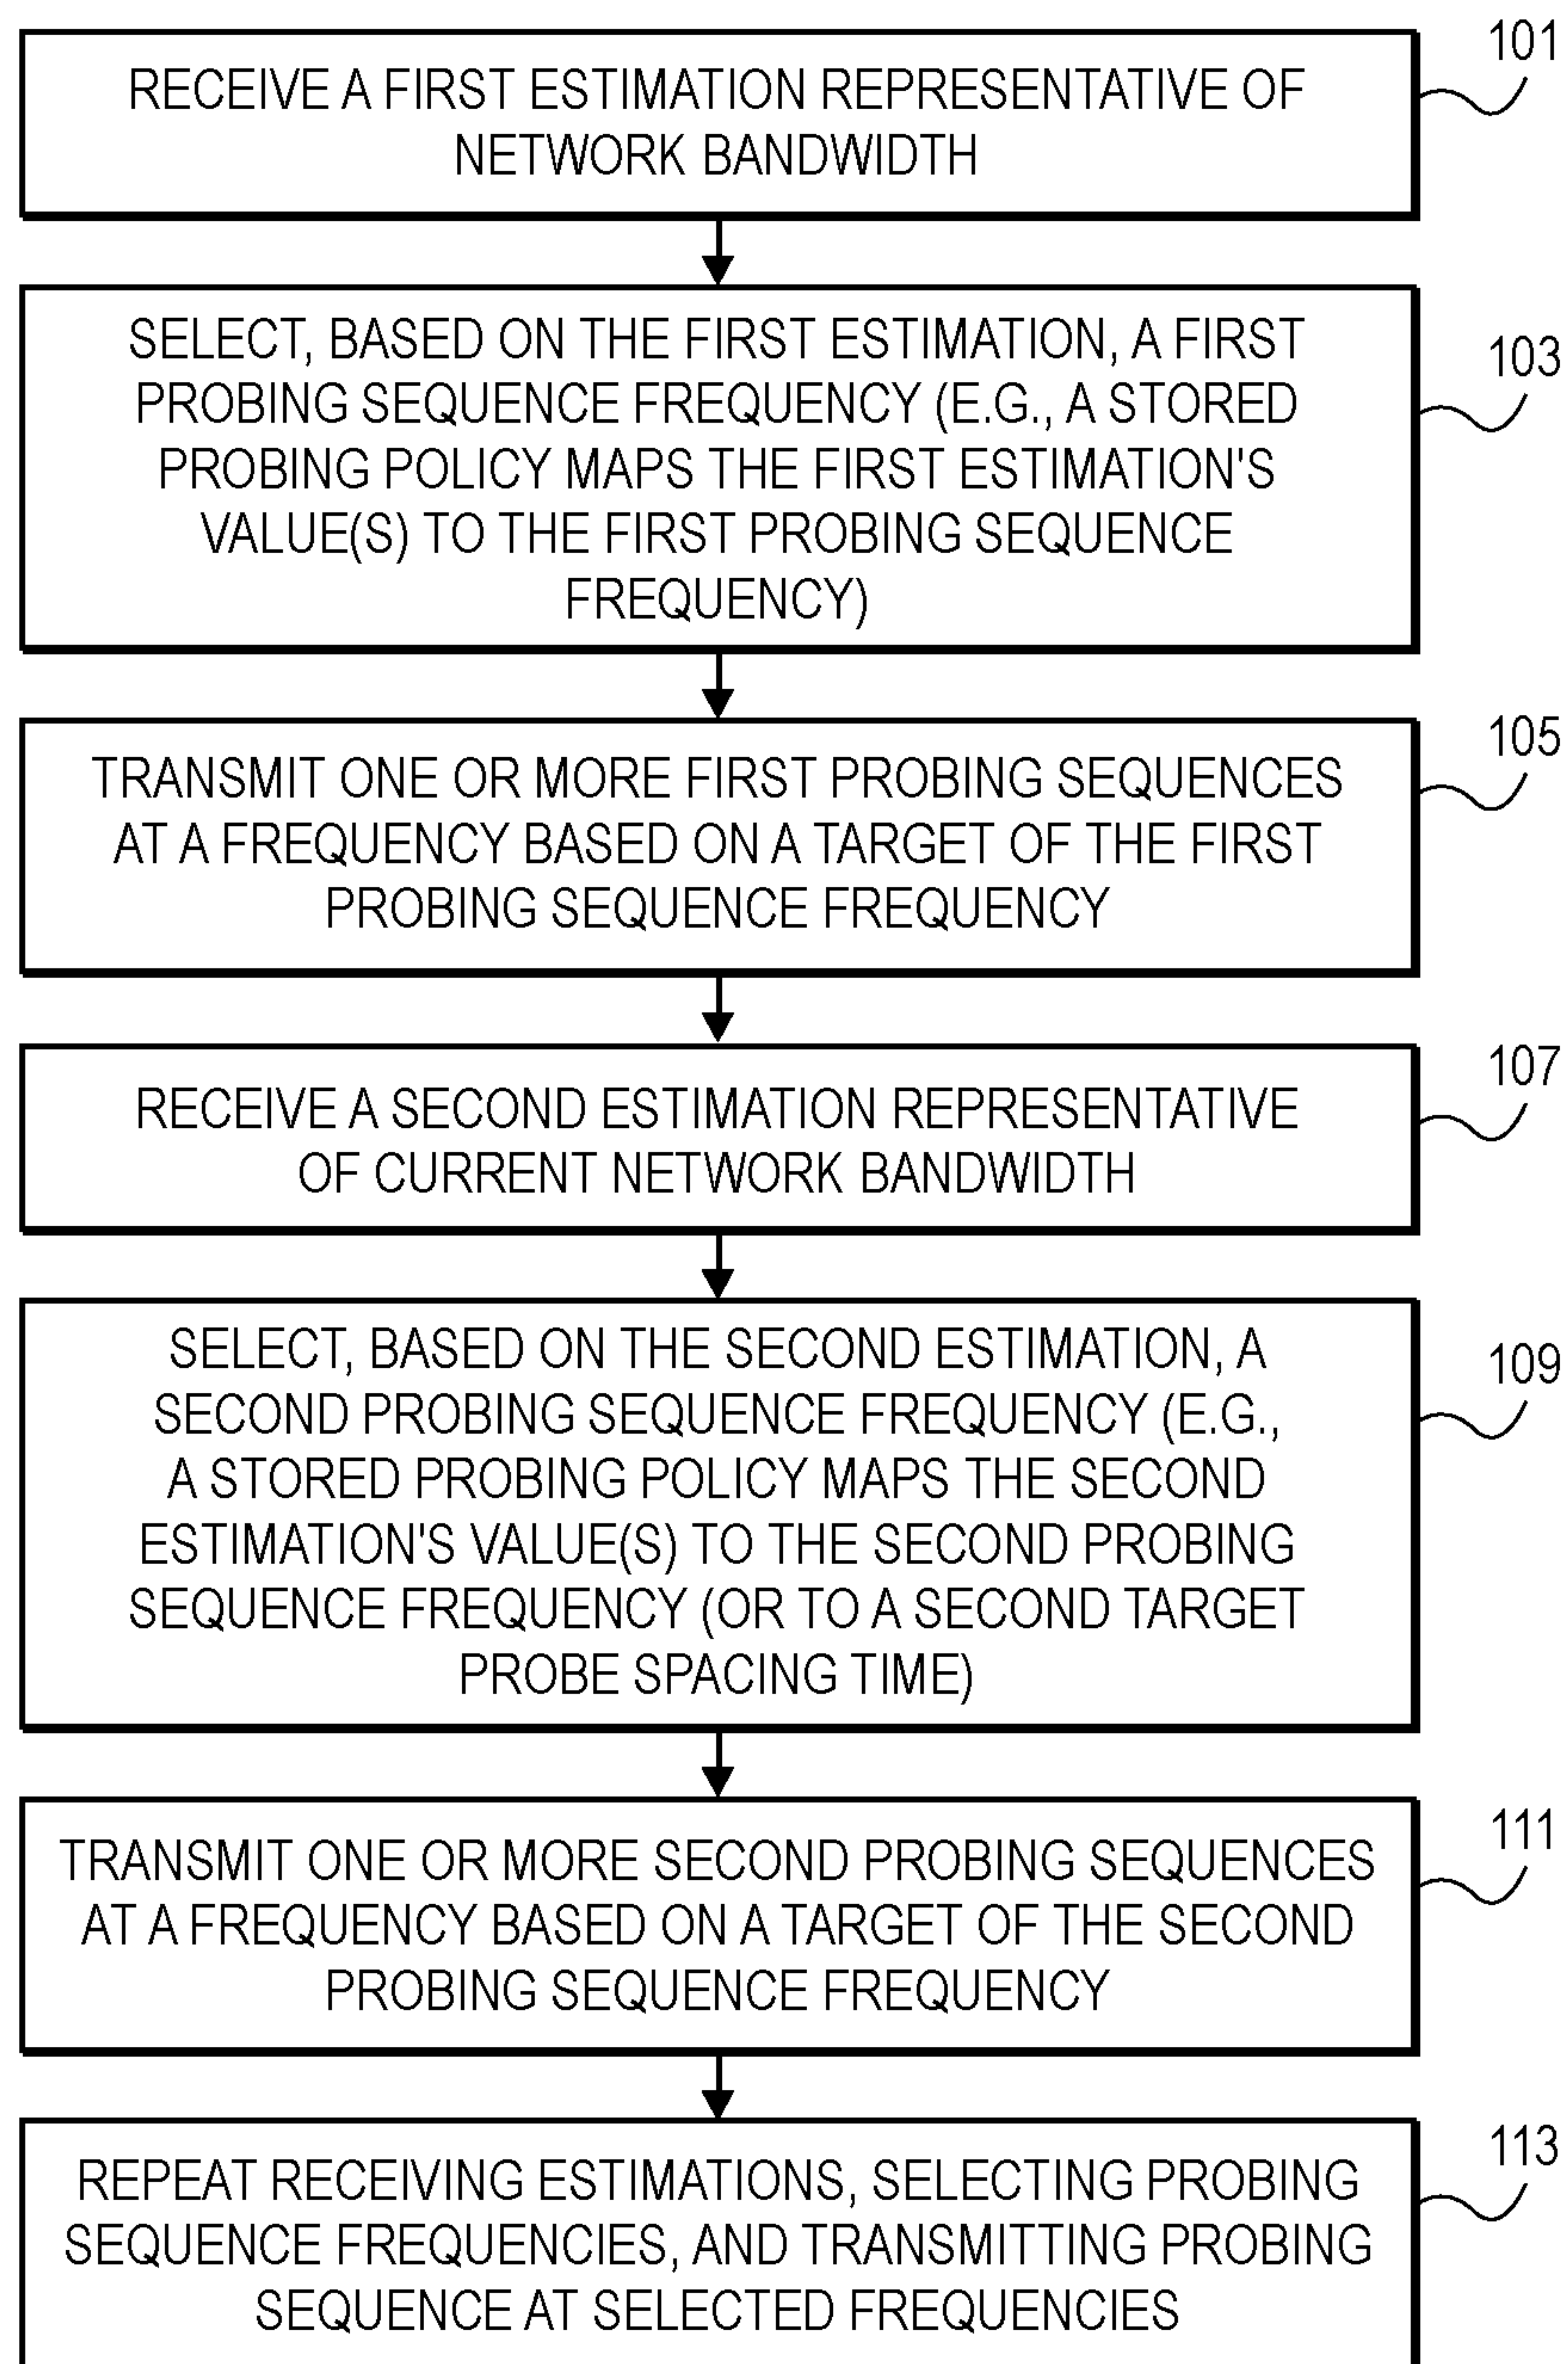 101
RECEIVE A FIRST ESTIMATION REPRESENTATIVE OF
NETWORK BANDWIDTH
103
SELECT, BASED ON THE FIRST ESTIMATION, A FIRST
PROBING SEQUENCE FREQUENCY (E.G., A STORED
PROBING POLICY MAPS THE FIRST ESTIMATION'S
VALUE(S) TO THE FIRST PROBING SEQUENCE
FREQUENCY)
105
TRANSMIT ONE OR MORE FIRST PROBING SEQUENCES
AT A FREQUENCY BASED ON A TARGET OF THE FIRST
PROBING SEQUENCE FREQUENCY
107
RECEIVE A SECOND ESTIMATION REPRESENTATIVE
OF CURRENT NETWORK BANDWIDTH
109
SELECT, BASED ON THE SECOND ESTIMATION, A
SECOND PROBING SEQUENCE FREQUENCY (E.G.,
A STORED PROBING POLICY MAPS THE SECOND
ESTIMATION'S VALUE(S) TO THE SECOND PROBING
SEQUENCE FREQUENCY (OR TO A SECOND TARGET
PROBE SPACING TIME)
111
TRANSMIT ONE OR MORE SECOND PROBING SEQUENCES
AT A FREQUENCY BASED ON A TARGET OF THE SECOND
PROBING SEQUENCE FREQUENCY
113
REPEAT RECEIVING ESTIMATIONS, SELECTING PROBING
SEQUENCE FREQUENCIES, AND TRANSMITTING PROBING
SEQUENCE AT SELECTED FREQUENCIES